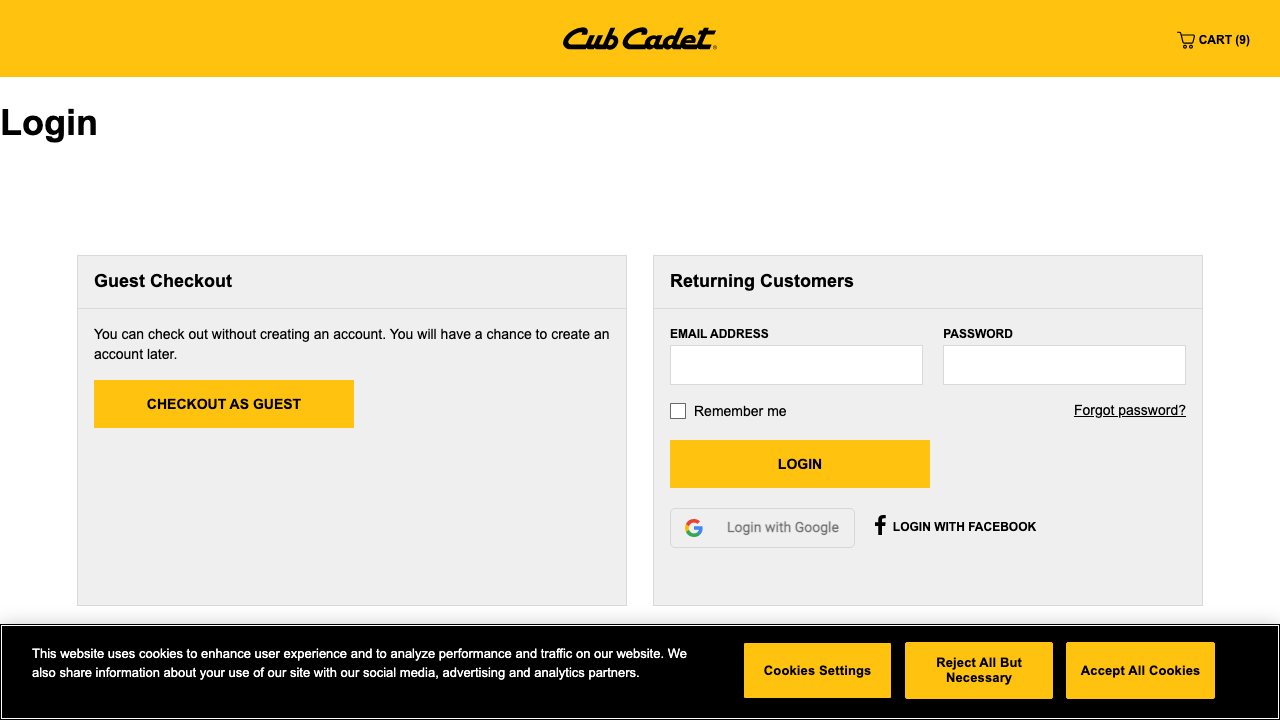 Cub Cadet
CART (9)
Login
Guest Checkout
You can check out without creating an account. You will have a chance to create an
account later.
CHECKOUT AS GUEST
Returning Customers
EMAIL ADDRESS
PASSWORD
Remember me
Forgot password?
LOGIN
Login with Google
LOGIN WITH FACEBOOK
This website uses cookies to enhance user experience and to analyze performance and traffic on our website. We
also share information about your use of our site with our social media, advertising and analytics partners.
Cookies Settings
Reject All But
Necessary
Accept All Cookies